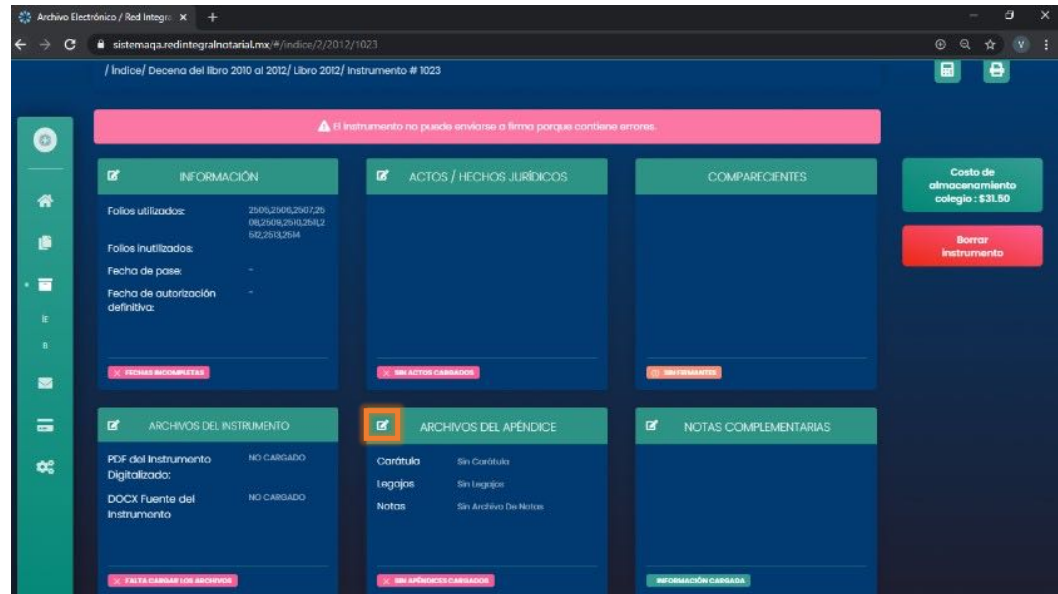 Archivo Electrónico / Red Integra
sistemaqa.redintegralnotarial.mx/#/indice/2/2012/1023
V
/ Índice/ Decena del libro 2010 al 2012/ Libro 2012/ Instrumento # 1023
El instrumento no puede enviarse a firma porque contiene errores.
Costo de
almacenamiento
colegio : $31.50
Borrar
instrumento
INFORMACIÓN
Folios utilizados:
2505,2506,2507,25
08,2509,2510,2511,2
512,2513,2514
Folios inutilizados:
Fecha de pase: -
Fecha de autorización -
definitiva:
FECHAS INCOMPLETAS
ACTOS / HECHOS JURÍDICOS
SIN ACTOS CARGADOS
COMPARECIENTES
SIN FIRMANTES
ARCHIVOS DEL INSTRUMENTO
PDF del Instrumento NO CARGADO
Digitalizado:
DOCX Fuente del NO CARGADO
Instrumento
FALTA CARGAR LOS ARCHIVOS
ARCHIVOS DEL APÉNDICE
Carátula Sin Carátula
Legajos Sin Legajos
Notas Sin Archivo De Notas
SIN APÉNDICES CARGADOS
NOTAS COMPLEMENTARIAS
INFORMACIÓN CARGADA